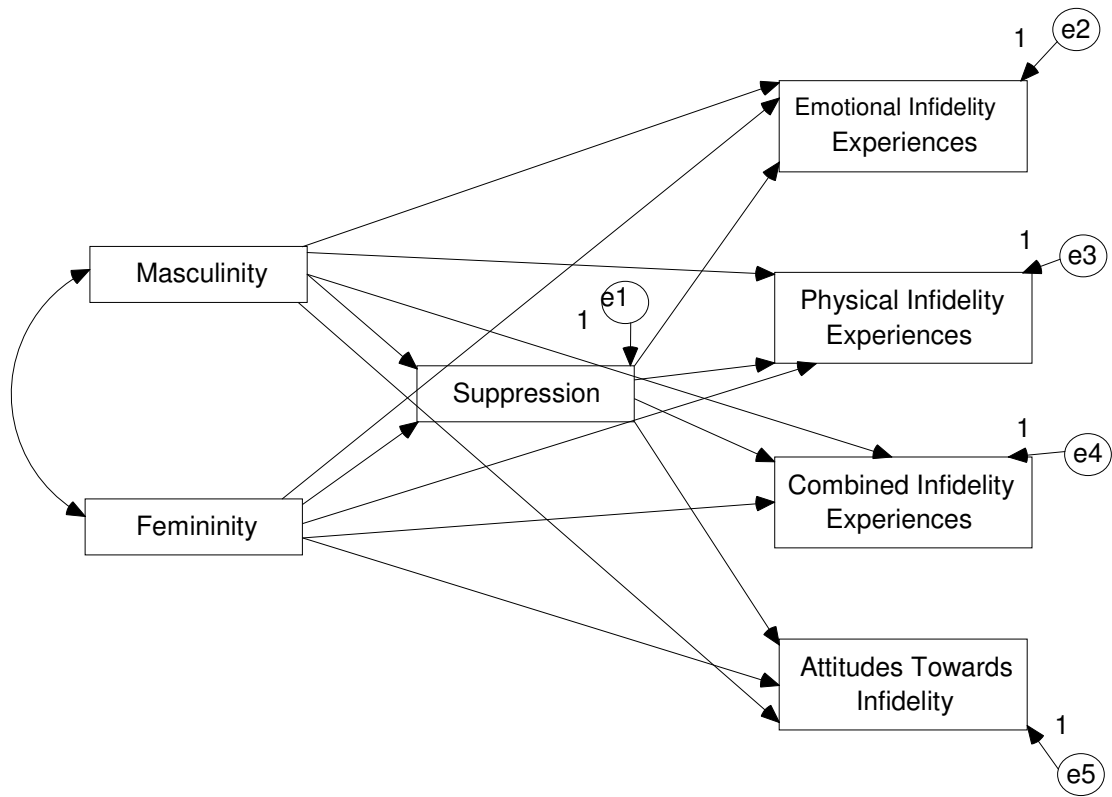 1
e2
Emotional Infidelity
Experiences
1
e3
Masculinity
Physical Infidelity
Experiences
e1
1
Suppression
1
e4
Combined Infidelity
Experiences
Femininity
Attitudes Towards
Infidelity
1
e5